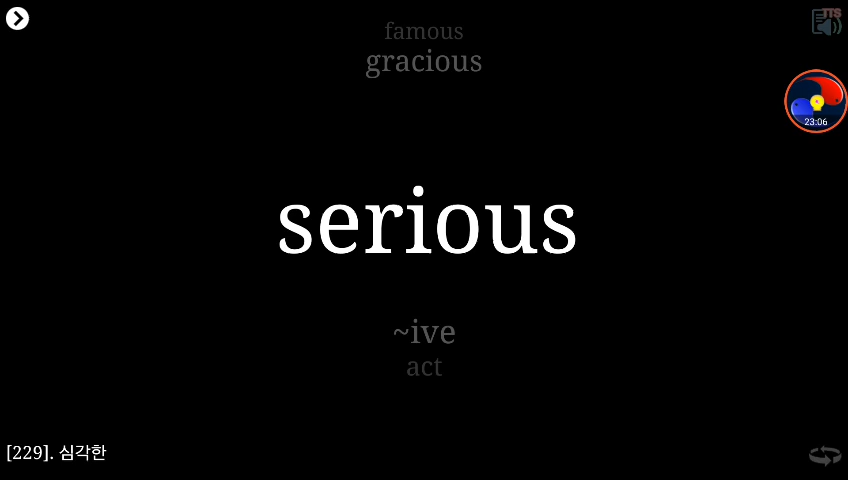 famous
TTS
gracious
23:06
serious
~ive
act
[229]. 심각한